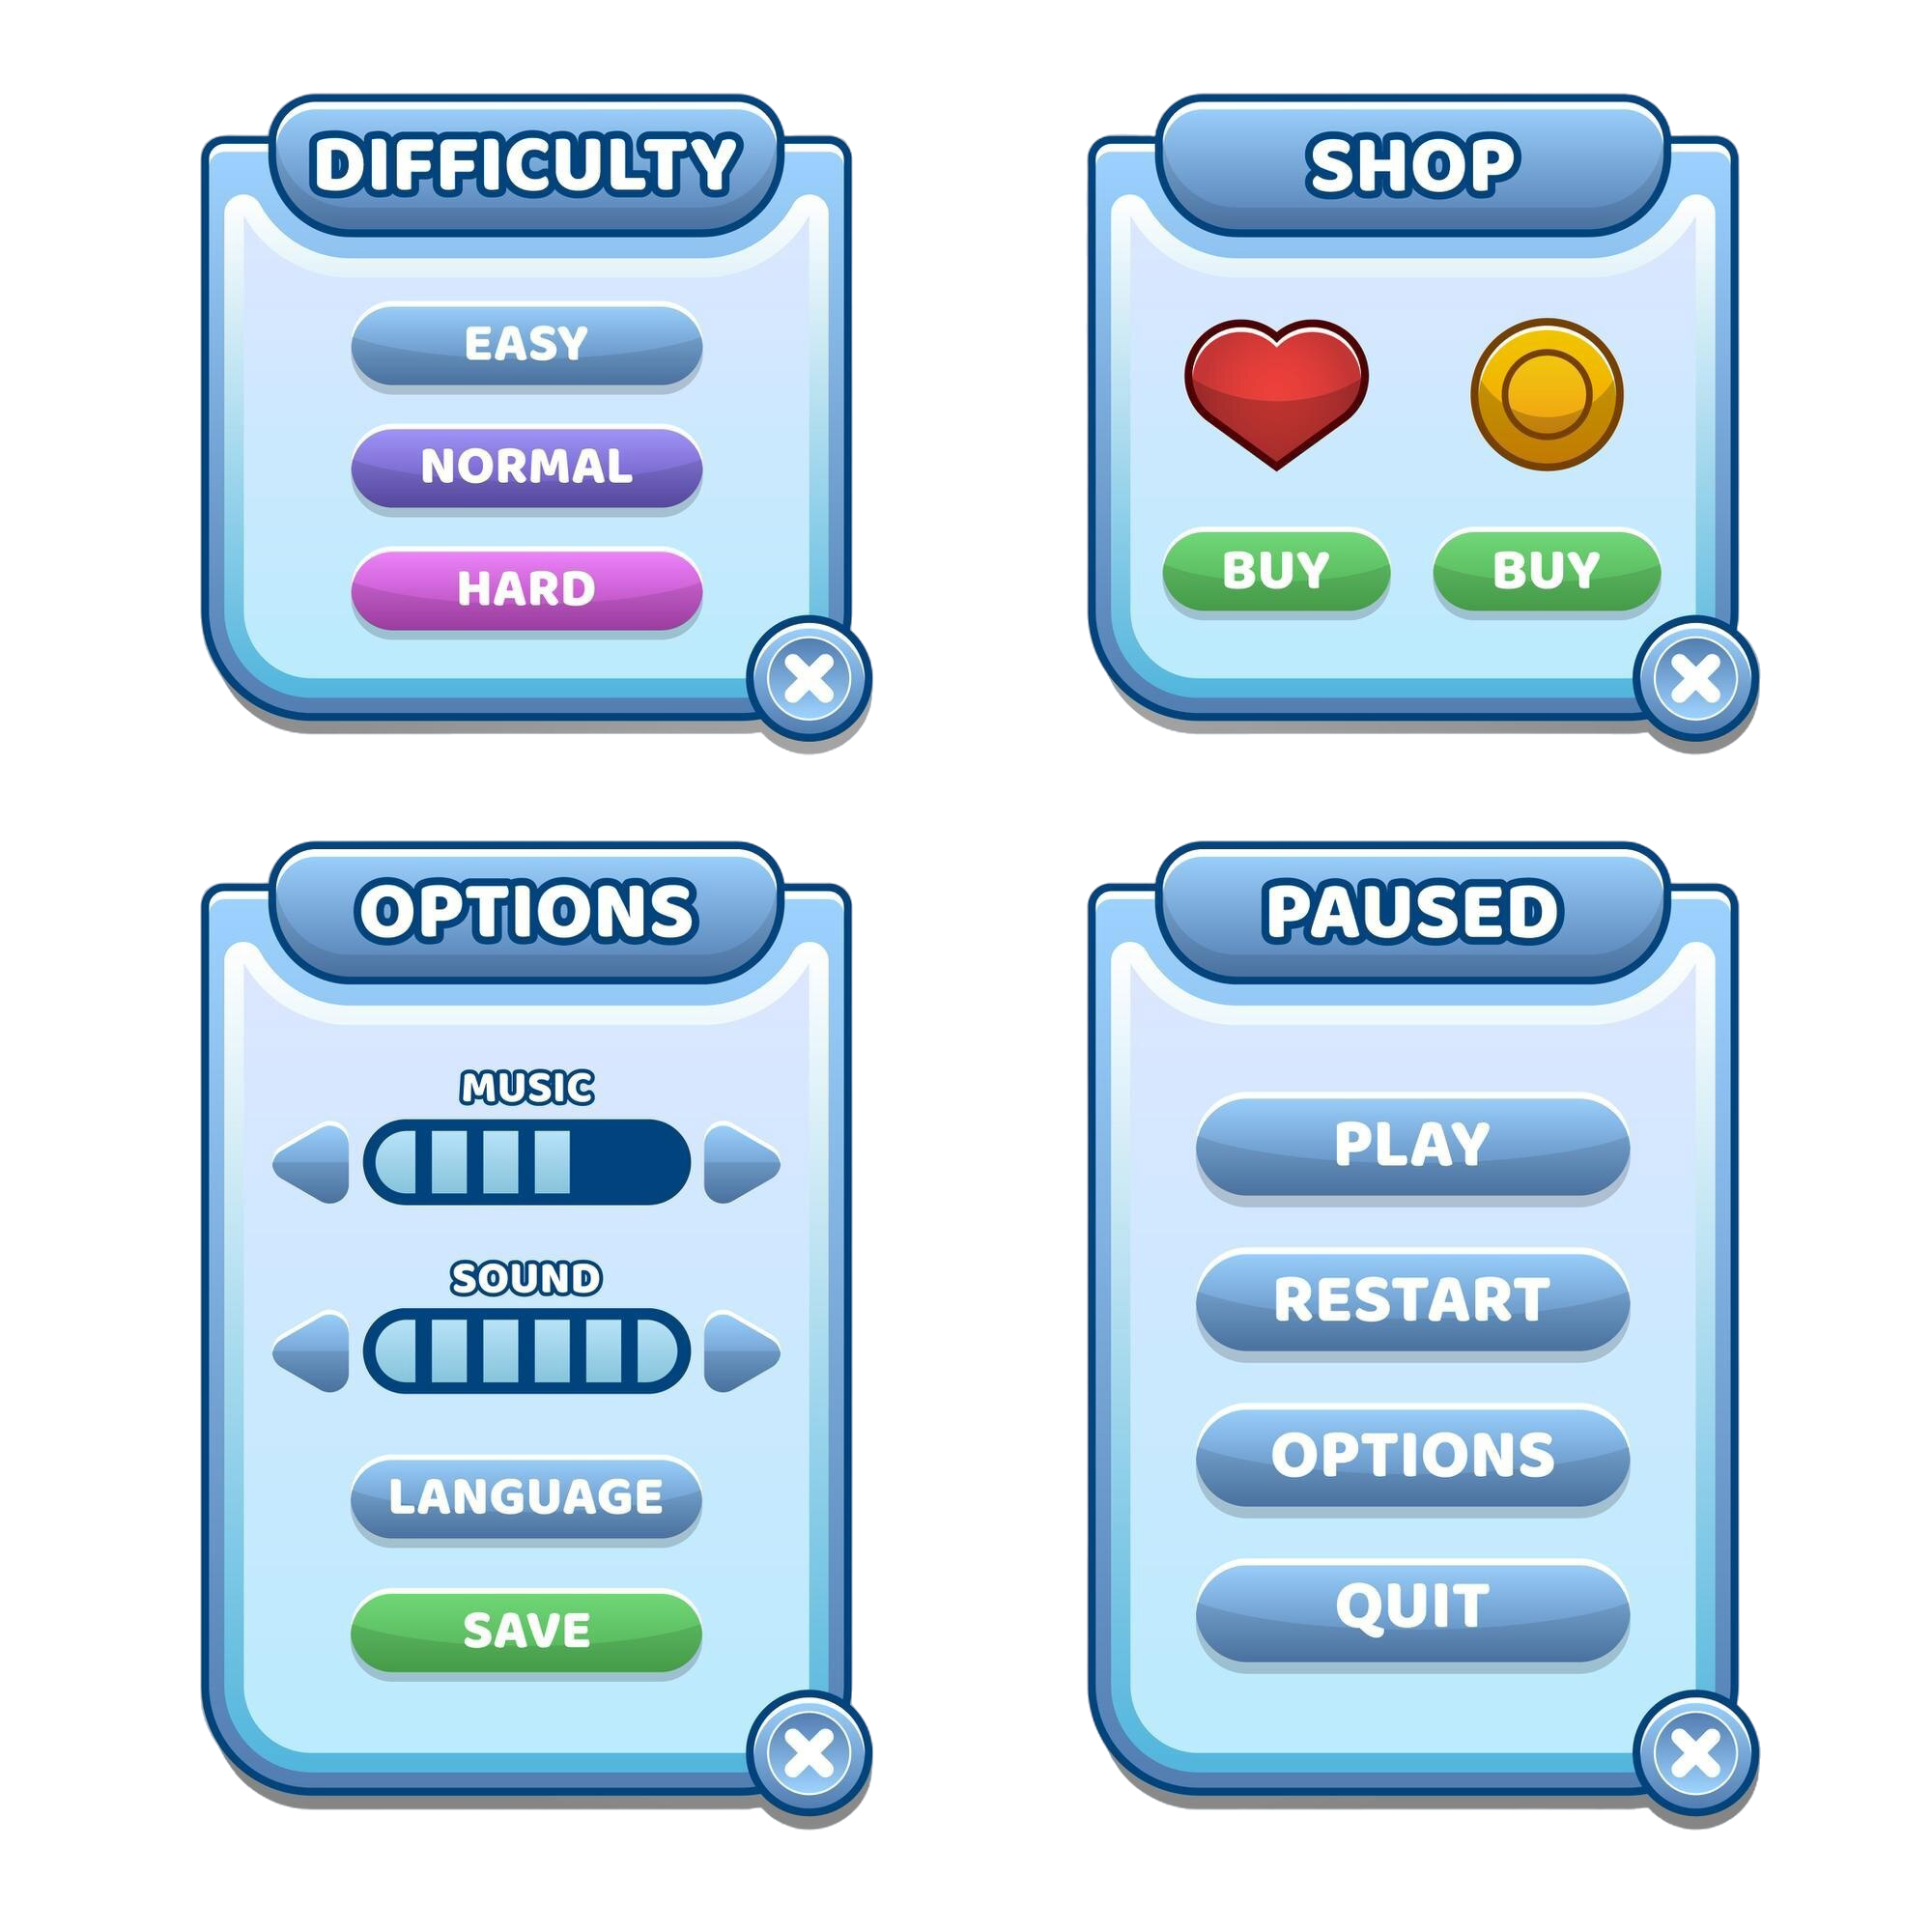 DIFFICULTY
EASY
NORMAL
HARD
SHOP
BUY BUY
OPTIONS
MUSIC
SOUND
LANGUAGE
SAVE
PAUSED
PLAY
RESTART
OPTIONS
QUIT